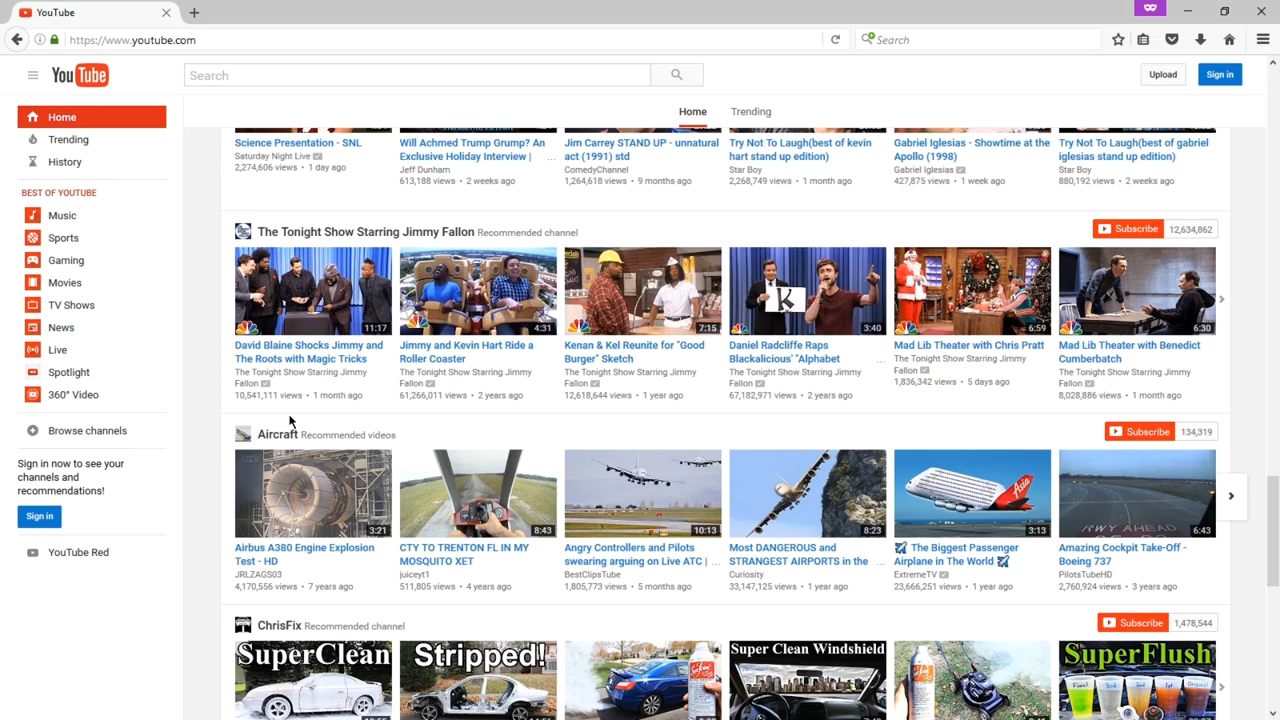 YouTube
https://www.youtube.com
Search
YouTube
Search
Upload
Sign in
Home
Trending
Home
Trending
History
BEST OF YOUTUBE
Music
Sports
Gaming
Movies
TV Shows
News
Live
Spotlight
360° Video
Browse channels
Sign in now to see your
channels and
recommendations!
Sign in
YouTube Red
Science Presentation - SNL
Saturday Night Live
2,274,606 views • 1 day ago
Will Achmed Trump Grump? An
Exclusive Holiday Interview | ...
Jeff Dunham
613,188 views • 2 weeks ago
Jim Carrey STAND UP - unnatural
act (1991) std
ComedyChannel
1,264,618 views • 9 months ago
Try Not To Laugh(best of kevin
hart stand up edition)
Star Boy
2,268,749 views • 1 month ago
Gabriel Iglesias - Showtime at the
Apollo (1998)
Gabriel Iglesias
427,875 views • 1 week ago
Try Not To Laugh(best of gabriel
iglesias stand up edition)
Star Boy
880,192 views • 2 weeks ago
The Tonight Show Starring Jimmy Fallon Recommended channel
Subscribe 12,634,862
11:17
David Blaine Shocks Jimmy and
The Roots with Magic Tricks
The Tonight Show Starring Jimmy
Fallon
10,541,111 views • 1 month ago
4:31
Jimmy and Kevin Hart Ride a
Roller Coaster
The Tonight Show Starring Jimmy
Fallon
61,266,011 views • 2 years ago
7:15
Kenan & Kel Reunite for "Good
Burger" Sketch
The Tonight Show Starring Jimmy
Fallon
12,618,644 views • 1 year ago
K
3:40
Daniel Radcliffe Raps
Blackalicious' "Alphabet ...
The Tonight Show Starring Jimmy
Fallon
67,182,971 views • 2 years ago
6:59
Mad Lib Theater with Chris Pratt
The Tonight Show Starring Jimmy
Fallon
1,836,342 views • 5 days ago
6:30
Mad Lib Theater with Benedict
Cumberbatch
The Tonight Show Starring Jimmy
Fallon
8,028,886 views • 1 month ago
Aircraft Recommended videos
Subscribe 134,319
3:21
Airbus A380 Engine Explosion
Test - HD
JRLZAGS03
4,170,556 views • 7 years ago
8:43
CTY TO TRENTON FL IN MY
MOSQUITO XET
juiceyt1
511,805 views • 4 years ago
10:13
Angry Controllers and Pilots
swearing arguing on Live ATC | ...
BestClipsTube
1,805,773 views • 5 months ago
8:23
Most DANGEROUS and
STRANGEST AIRPORTS in the ...
Curiosity
33,147,125 views • 1 year ago
Asia
3:13
The Biggest Passenger
Airplane in The World
ExtremeTV
23,666,251 views • 1 year ago
RWY AHEAD
6:43
Amazing Cockpit Take-Off -
Boeing 737
PilotsTubeHD
2,760,924 views • 3 years ago
ChrisFix Recommended channel
Subscribe 1,478,544
SuperClean
Stripped!
Super Clean Windshield
SuperFlush